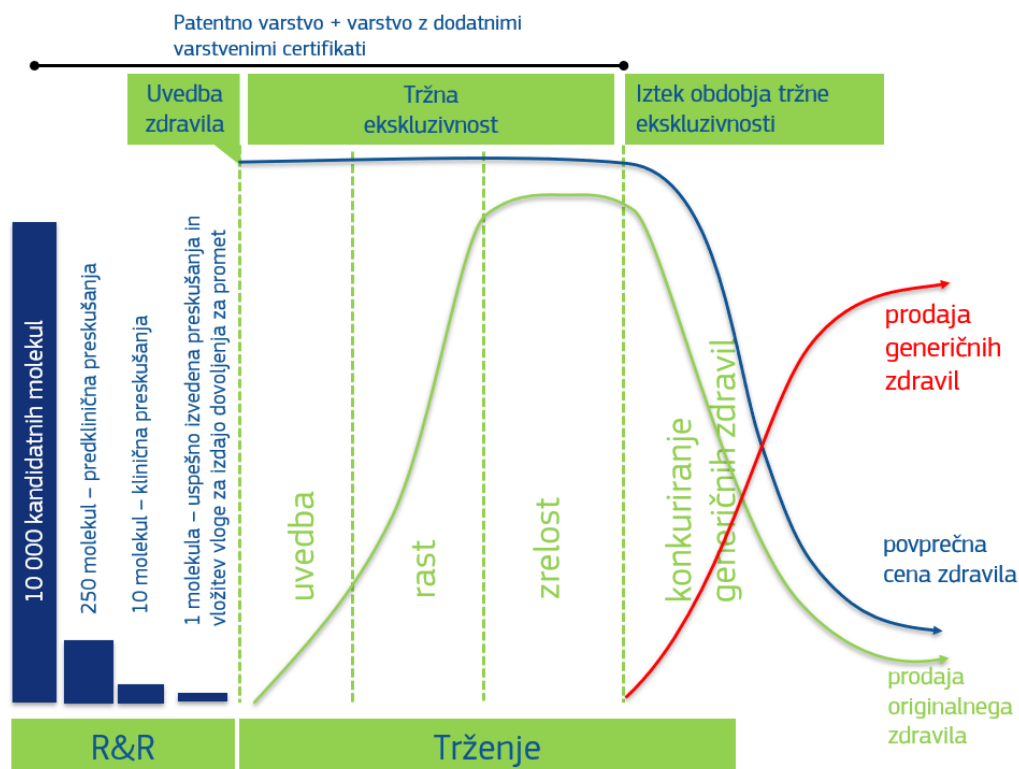 Patentno varstvo + varstvo z dodatnimi
varstvenimi certifikati
Uvedba
zdravila
Tržna
ekskluzivnost
Iztek obdobja tržne
ekskluzivnosti
10 000 kandidatnih molekul
250 molekul – predklinična preskušanja
10 molekul – klinična preskušanja
1 molekula – uspešno izvedena preskušanja in
vložitev vloge za izdajo dovoljenja za promet
uvedba
rast
zrelost
konkuriranje
generičnih zdravil
prodaja
generičnih
zdravil
povprečna
cena zdravila
prodaja
originalnega
zdravila
R&R
Trženje